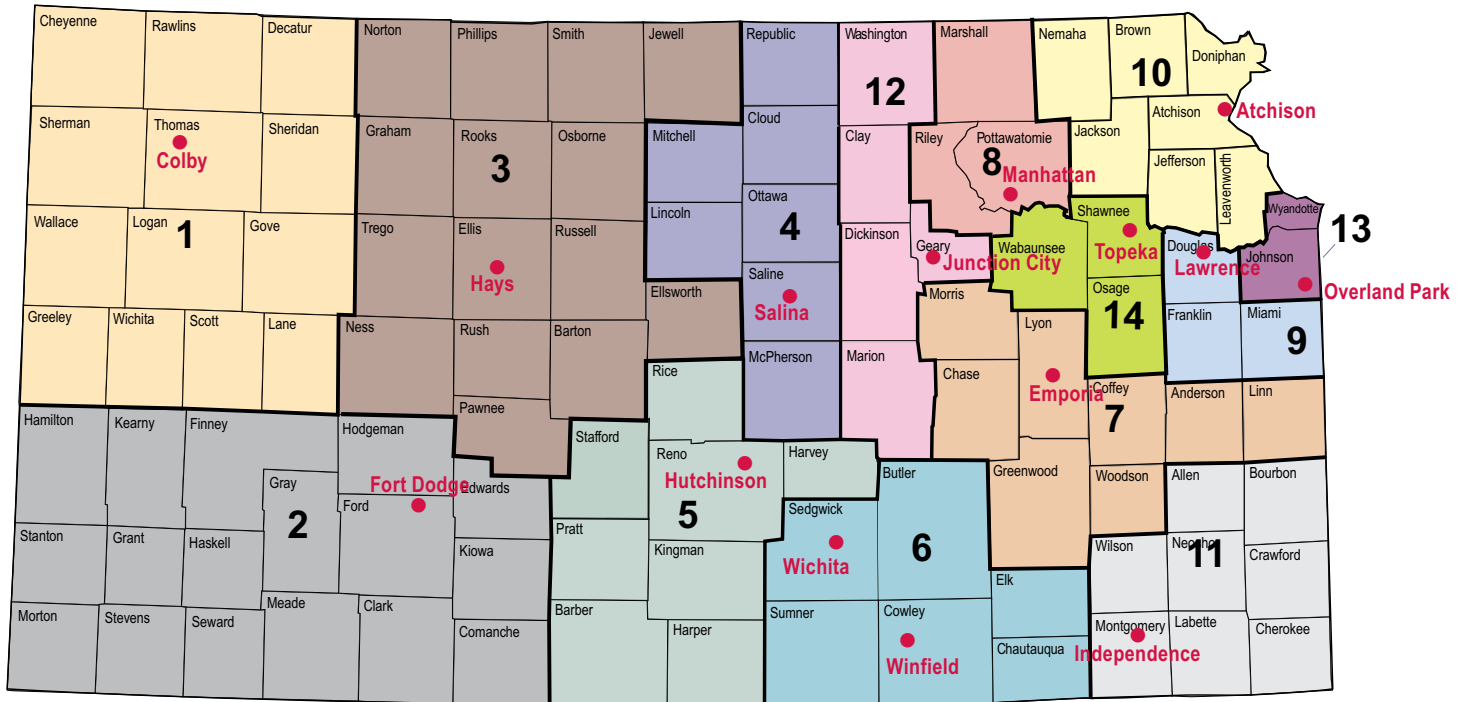 Cheyenne
Rawlins
Decatur
Norton
Phillips
Smith
Jewell
Republic
Washington
Marshall
Nemaha
Brown
Doniphan
10
12
Sherman
Thomas
Colby
Sheridan
Graham
Rooks
3
Osborne
Mitchell
Cloud
Clay
Riley
Pottawatomie
8
Manhattan
Jackson
Atchison
Atchison
Jefferson
Leavenworth
Wallace
Logan
1
Gove
Trego
Ellis
Hays
Russell
Lincoln
Ottawa
4
Saline
Salina
Dickinson
Geary
Junction City
Wabaunsee
Shawnee
Topeka
Douglas
Lawrence
Wyandotte
13
Johnson
Overland Park
Greeley
Wichita
Scott
Lane
Ness
Rush
Barton
Ellsworth
McPherson
Marion
Morris
Chase
Lyon
Emporia
Osage
14
Franklin
Miami
9
Coffey
7
Anderson
Linn
Hamilton
Kearny
Finney
Hodgeman
Pawnee
Stafford
Rice
Reno
Hutchinson
5
Harvey
Butler
Greenwood
Woodson
Allen
Bourbon
Gray
2
Fort Dodge
Ford
Edwards
Stanton
Grant
Haskell
Kiowa
Pratt
Kingman
Sedgwick
Wichita
6
Elk
Wilson
Neosho
11
Crawford
Morton
Stevens
Seward
Meade
Clark
Comanche
Barber
Harper
Sumner
Cowley
Winfield
Chautauqua
Montgomery
Independence
Labette
Cherokee